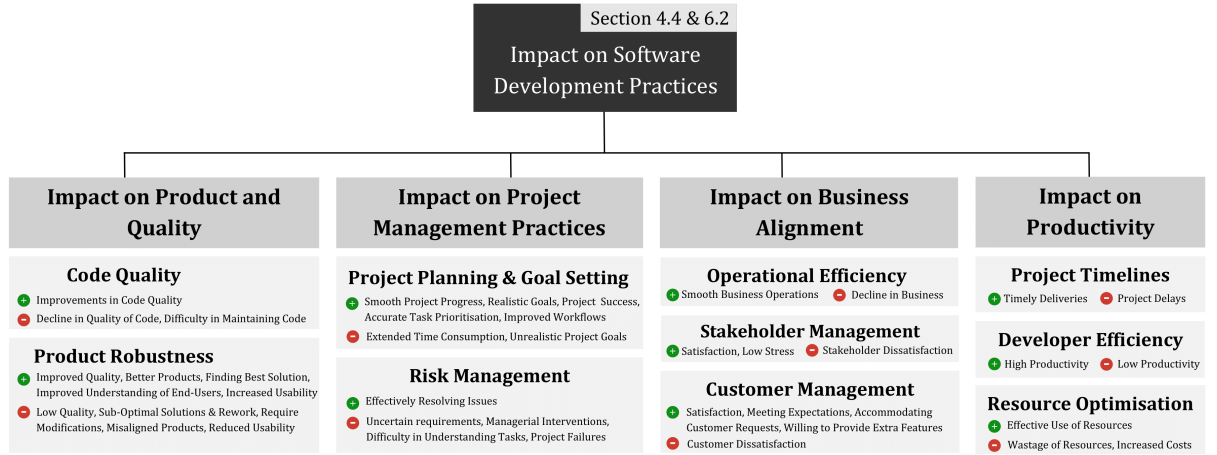 Section 4.4 & 6.2
Impact on Software
Development Practices
Impact on Product and
Quality
Code Quality
+ Improvements in Code Quality
- Decline in Quality of Code, Difficulty in Maintaining Code
Product Robustness
+ Improved Quality, Better Products, Finding Best Solution,
Improved Understanding of End-Users, Increased Usability
- Low Quality, Sub-Optimal Solutions & Rework, Require
Modifications, Misaligned Products, Reduced Usability
Impact on Project
Management Practices
Project Planning & Goal Setting
+ Smooth Project Progress, Realistic Goals, Project Success,
Accurate Task Prioritisation, Improved Workflows
- Extended Time Consumption, Unrealistic Project Goals
Risk Management
+ Effectively Resolving Issues
- Uncertain requirements, Managerial Interventions,
Difficulty in Understanding Tasks, Project Failures
Impact on Business
Alignment
Operational Efficiency
+ Smooth Business Operations - Decline in Business
Stakeholder Management
+ Satisfaction, Low Stress - Stakeholder Dissatisfaction
Customer Management
+ Satisfaction, Meeting Expectations, Accommodating
Customer Requests, Willing to Provide Extra Features
- Customer Dissatisfaction
Impact on
Productivity
Project Timelines
+ Timely Deliveries - Project Delays
Developer Efficiency
+ High Productivity - Low Productivity
Resource Optimisation
+ Effective Use of Resources
- Wastage of Resources, Increased Costs